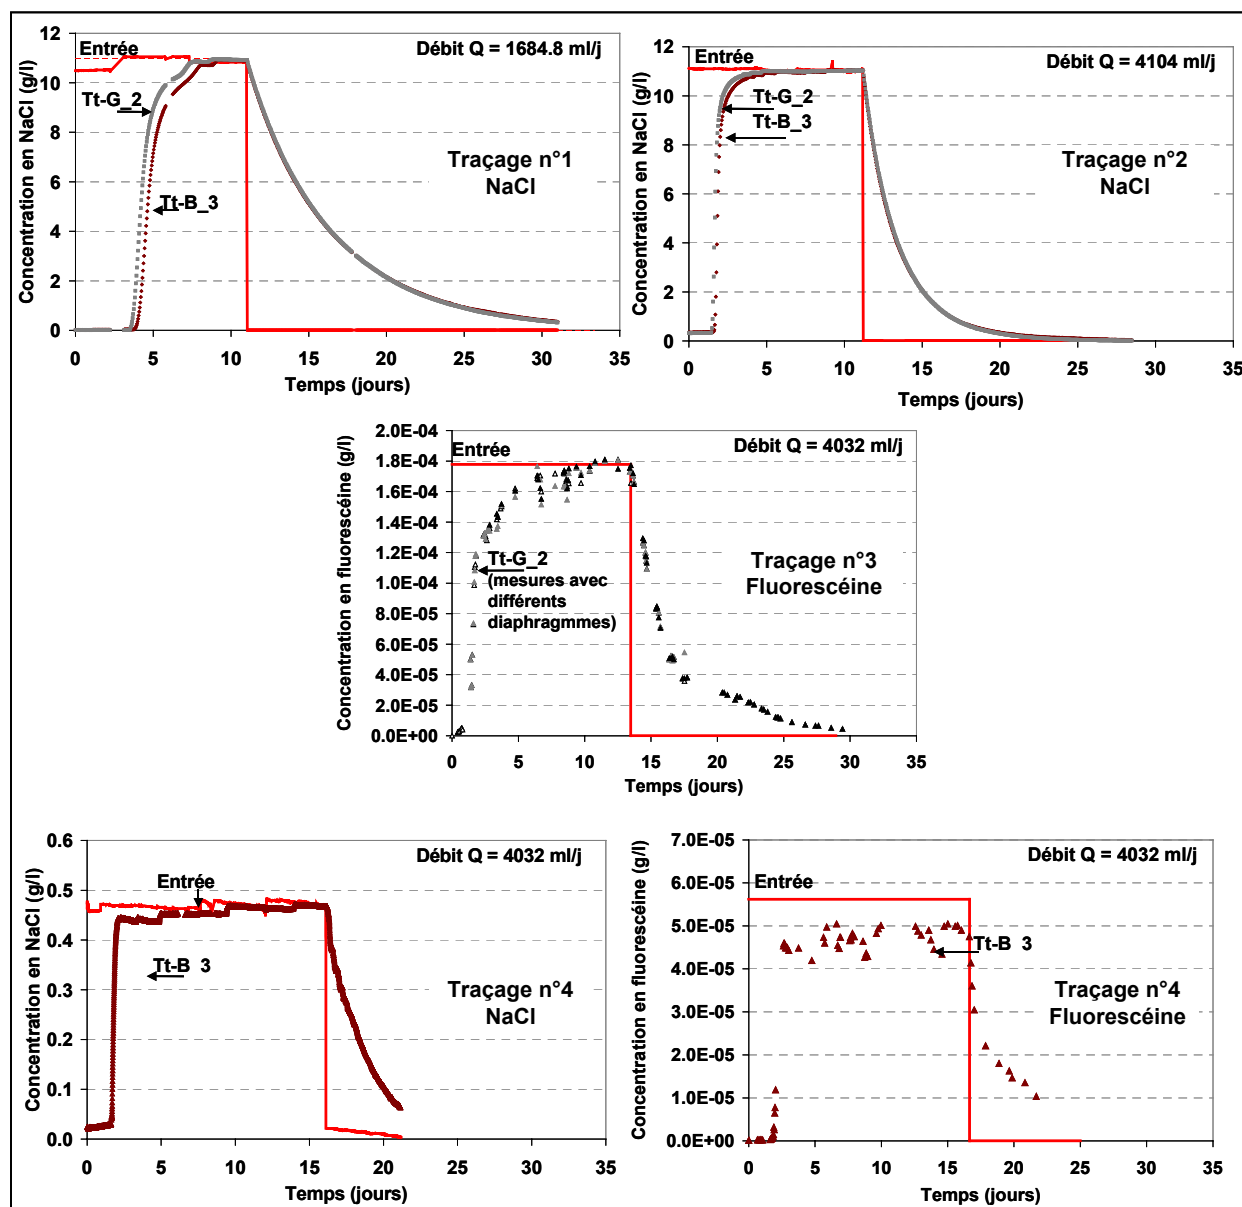 Entrée
Débit Q = 1684.8 ml/j
Concentration en NaCl (g/l)
12
10
8
6
4
2
0
Tt-G_2
Tt-B_3
Traçage n°1
NaCl
0 5 10 15 20 25 30 35
Temps (jours)
Entrée
Débit Q = 4104 ml/j
Concentration en NaCl (g/l)
12
10
8
6
4
2
0
Tt-G_2
Tt-B_3
Traçage n°2
NaCl
0 5 10 15 20 25 30 35
Temps (jours)
Entrée
Débit Q = 4032 ml/j
Concentration en fluorescéine (g/l)
2.0E-04
1.8E-04
1.6E-04
1.4E-04
1.2E-04
1.0E-04
8.0E-05
6.0E-05
4.0E-05
2.0E-05
0.0E+00
Tt-G_2
(mesures avec
différents
diaphragmmes)
Traçage n°3
Fluorescéine
0 5 10 15 20 25 30 35
Temps (jours)
Débit Q = 4032 ml/j
Entrée
Concentration en NaCl (g/l)
0.6
0.5
0.4
0.3
0.2
0.1
0.0
Tt-B 3
Traçage n°4
NaCl
0 5 10 15 20 25 30 35
Temps (jours)
Débit Q = 4032 ml/j
Entrée
Concentration en fluorescéine (g/l)
7.0E-05
6.0E-05
5.0E-05
4.0E-05
3.0E-05
2.0E-05
1.0E-05
0.0E+00
Tt-B 3
Traçage n°4
Fluorescéine
0 5 10 15 20 25 30 35
Temps (jours)